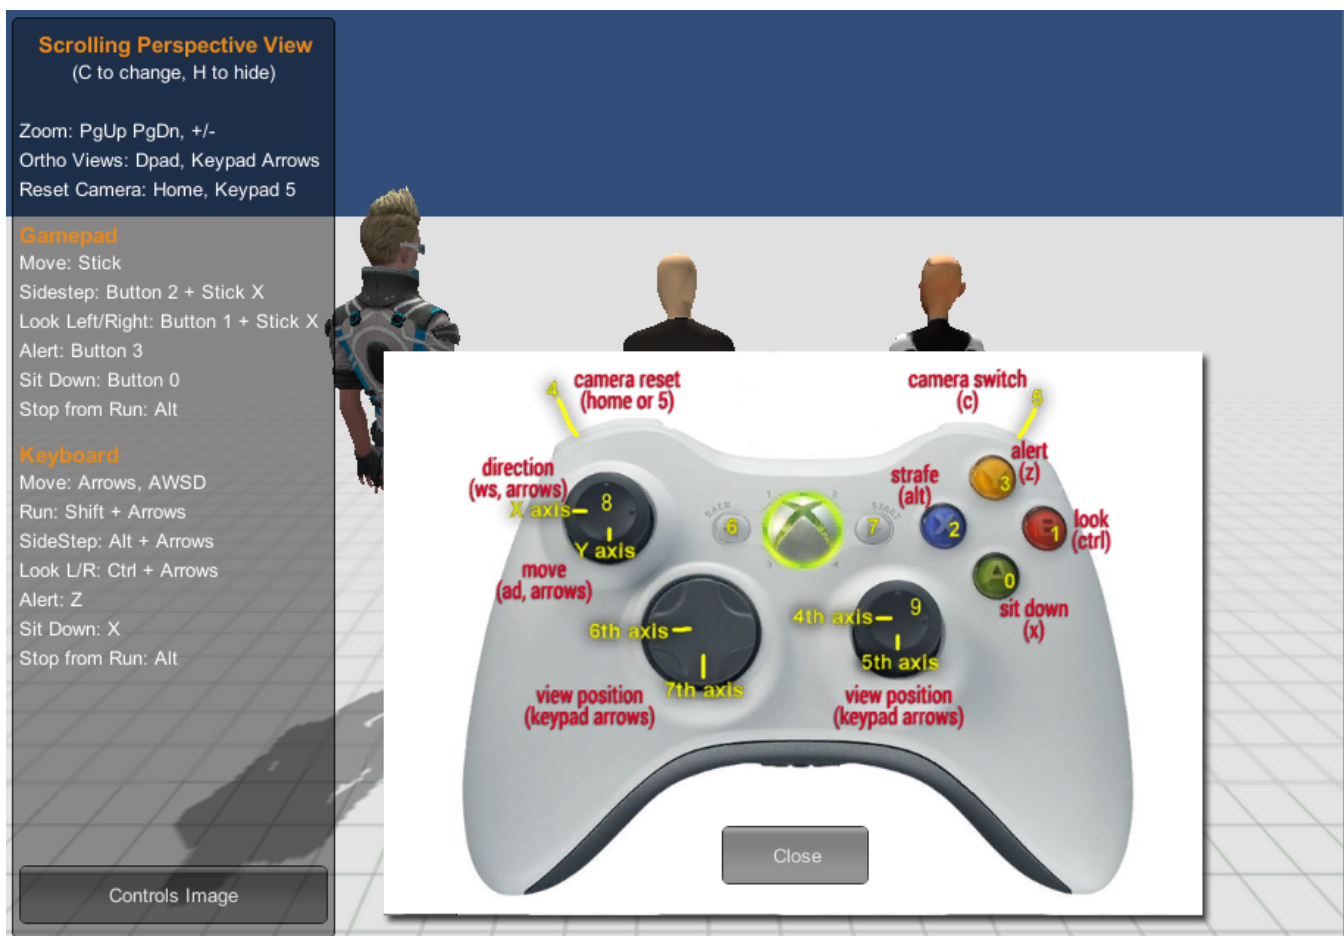 Scrolling Perspective View
(C to change, H to hide)
Zoom: PgUp PgDn, +/-
Ortho Views: Dpad, Keypad Arrows
Reset Camera: Home, Keypad 5
Gamepad
Move: Stick
Sidestep: Button 2 + Stick X
Look Left/Right: Button 1 + Stick X
Alert: Button 3
Sit Down: Button 0
Stop from Run: Alt
Keyboard
Move: Arrows, AWSD
Run: Shift + Arrows
SideStep: Alt + Arrows
Look L/R: Ctrl + Arrows
Alert: Z
Sit Down: X
Stop from Run: Alt
Controls Image
4
camera reset
(home or 5)
camera switch
(c)
5
direction
(ws, arrows)
X axis
8
Y axis
move
(ad, arrows)
BACK
6
1
2
3
4
START
7
strafe
(alt)
X
2
alert
(z)
Y
3
B
1
look
(ctrl)
A
0
sit down
(x)
6th axis
7th axis
view position
(keypad arrows)
4th axis
9
5th axis
view position
(keypad arrows)
Close